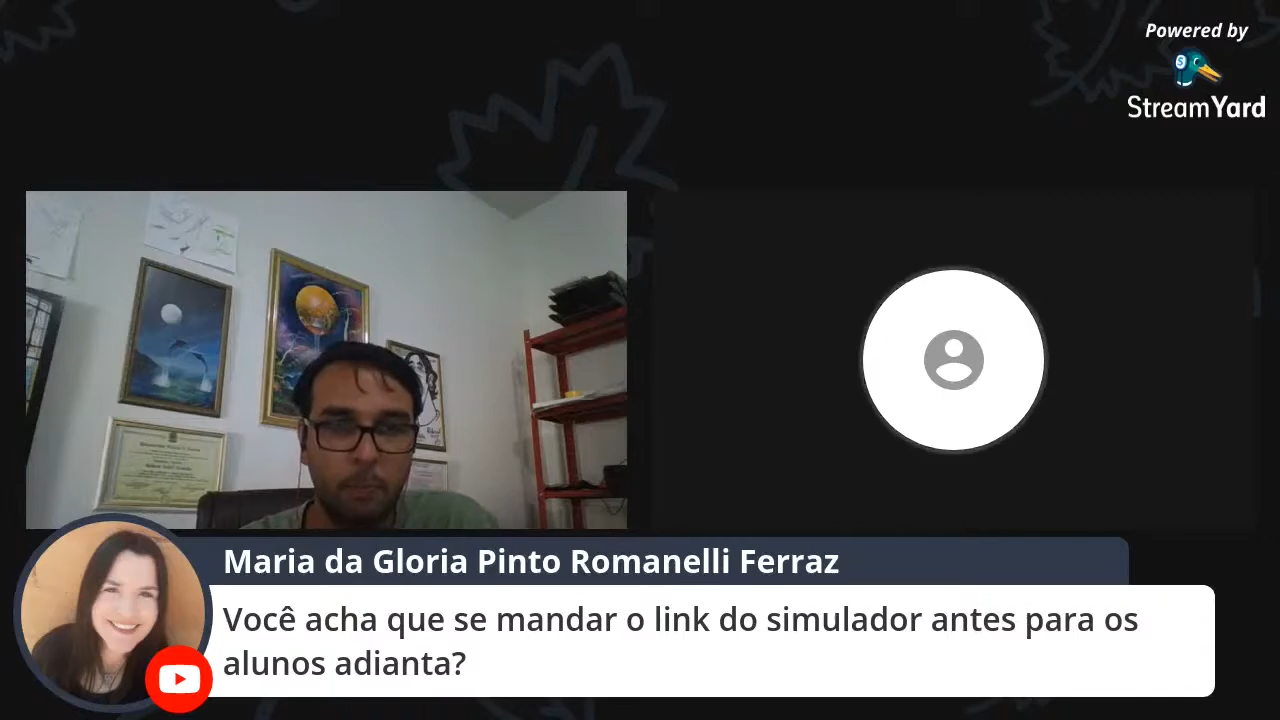 Powered by
StreamYard
Maria da Gloria Pinto Romanelli Ferraz
Você acha que se mandar o link do simulador antes para os
alunos adianta?